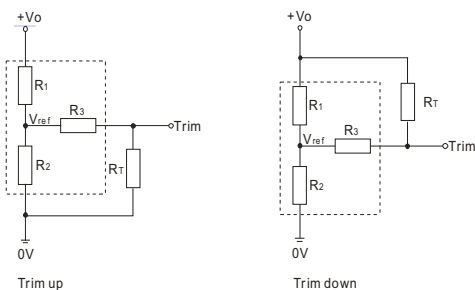 +Vo
R1
R3
Vref
Trim
R2
RT
0V
Trim up
+Vo
R1
RT
Vref
R3
Trim
R2
0V
Trim down